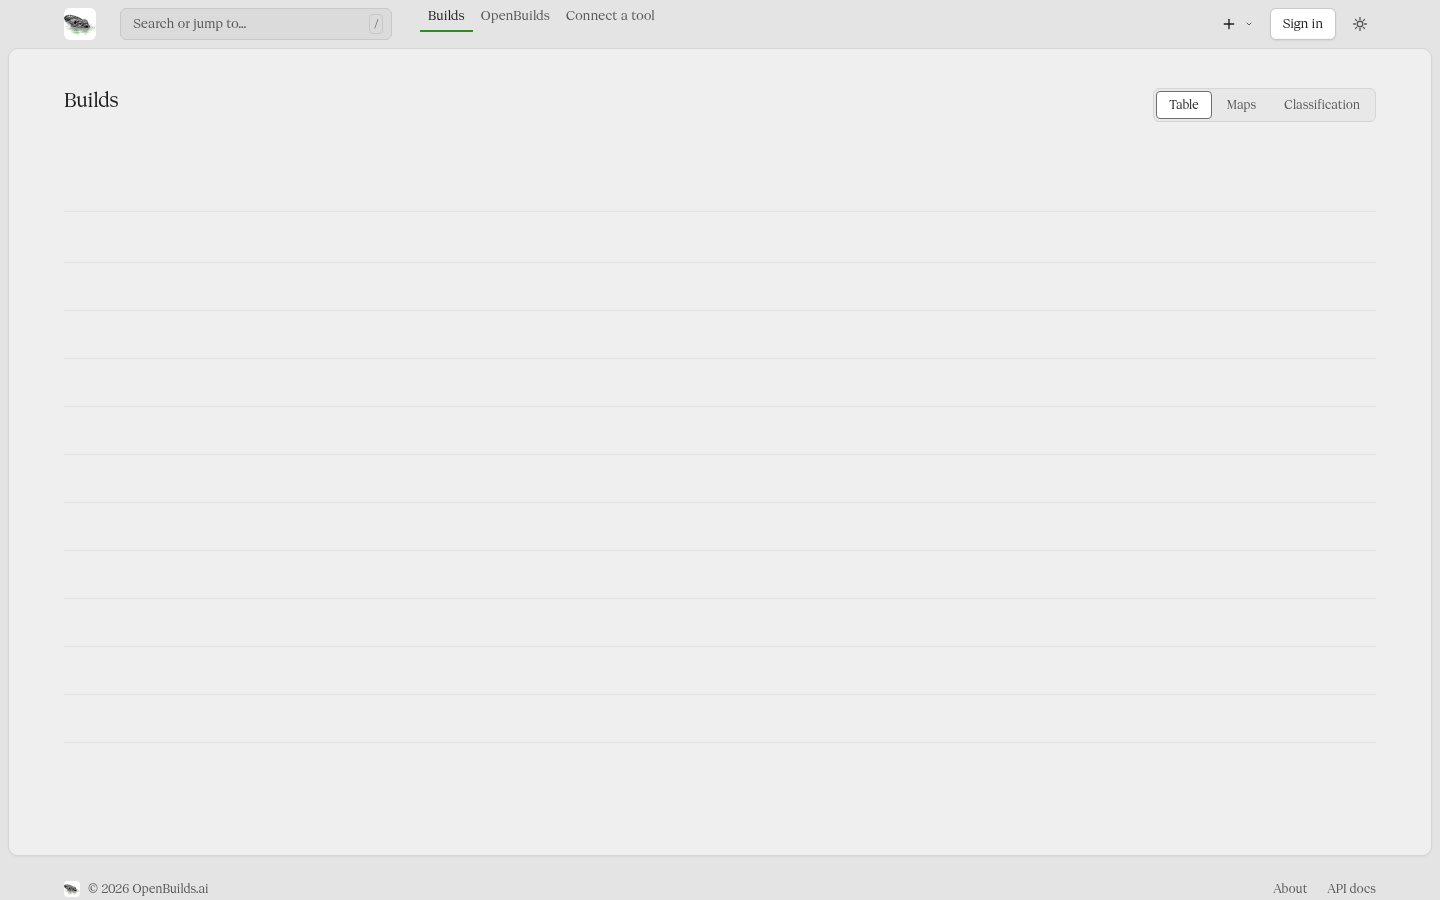 Search or jump to...
/
Builds
OpenBuilds
Connect a tool
Sign in
Builds
Table
Maps
Classification
© 2026 OpenBuilds.ai
About
API docs